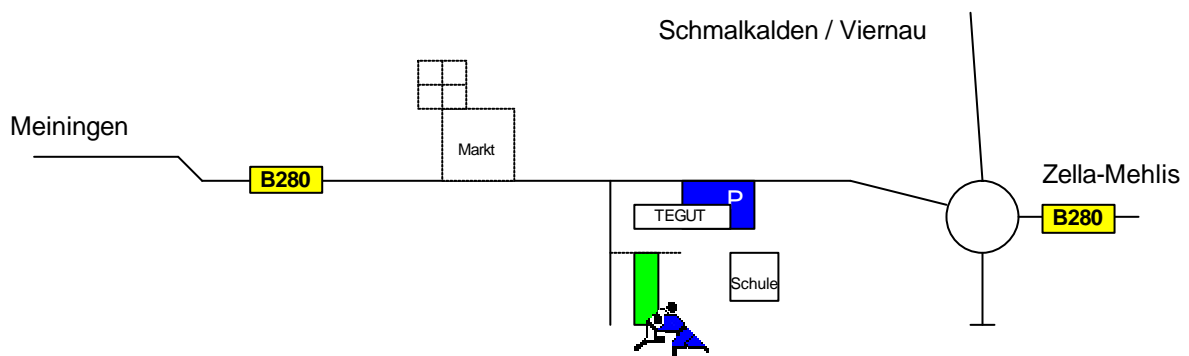 Schmalkalden / Viernau
Meiningen
Markt
B280
Zella-Mehlis
P
TEGUT
B280
Schule